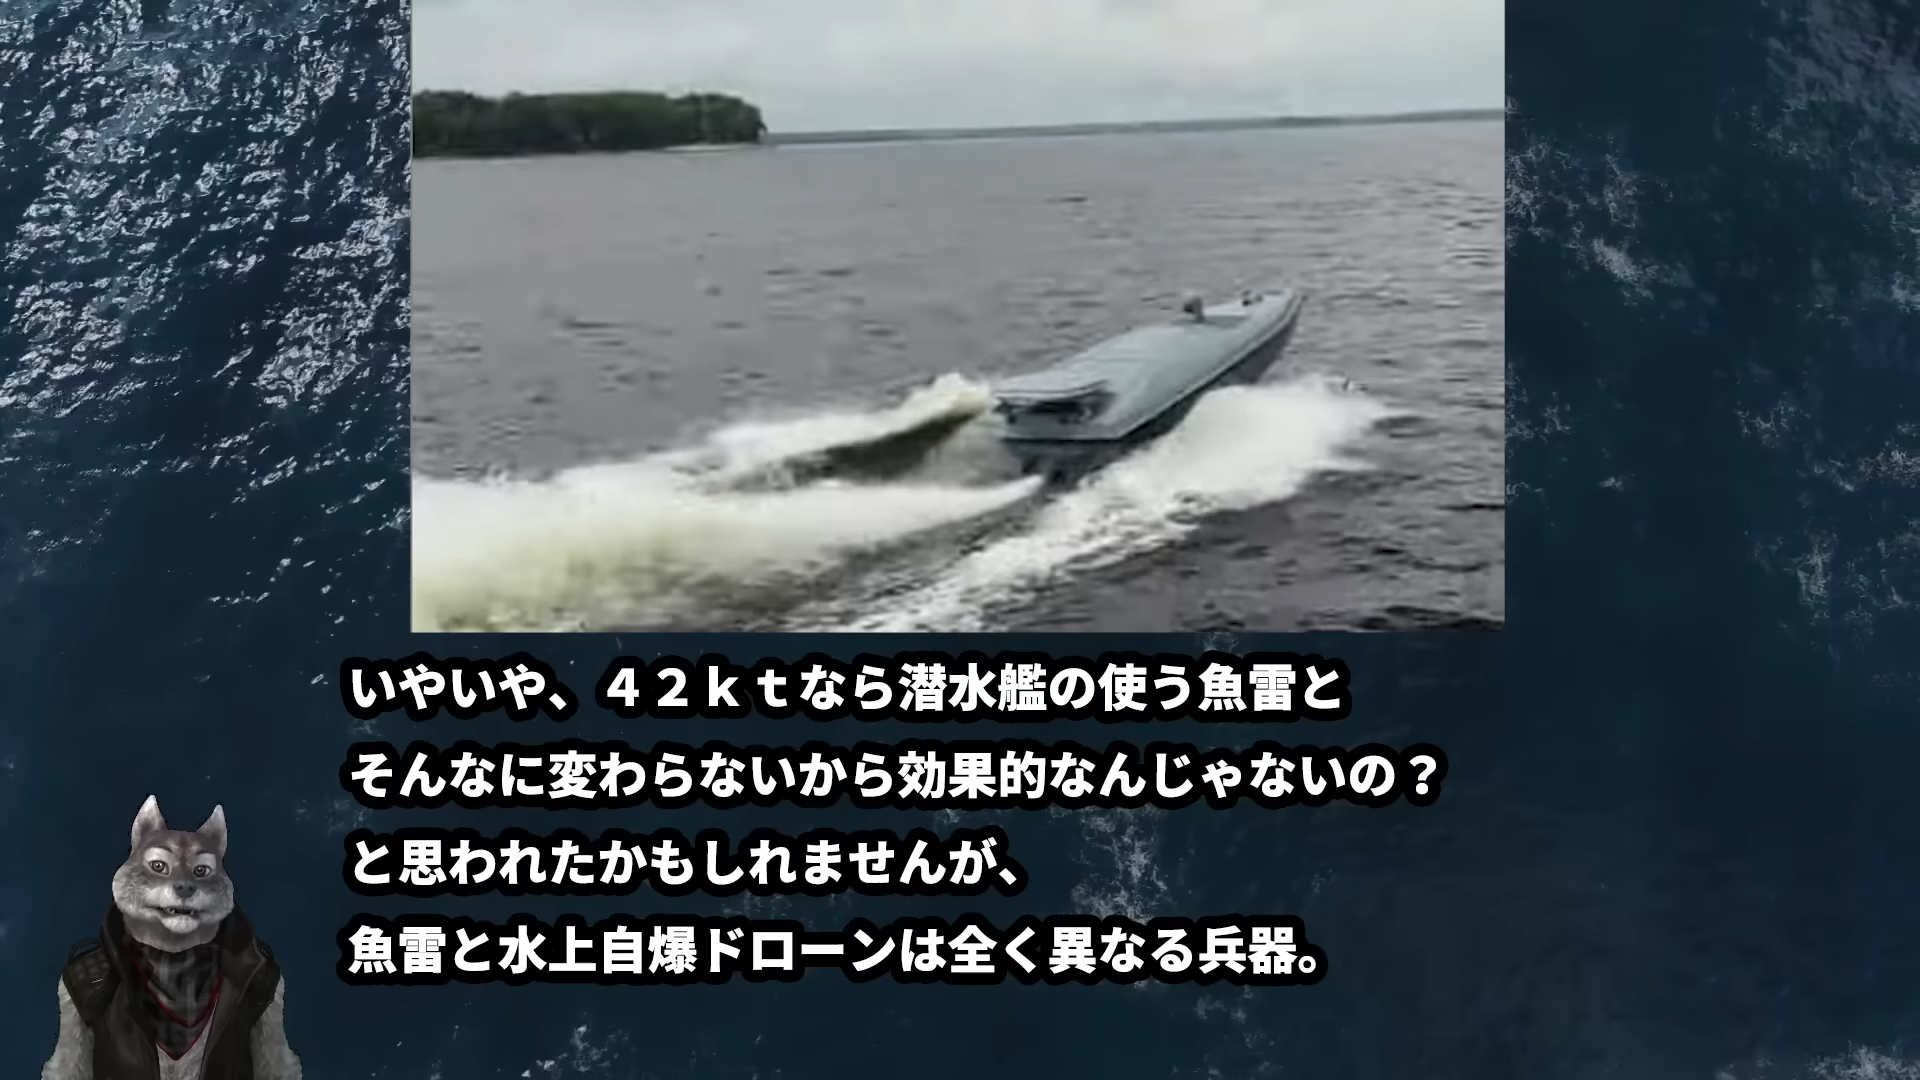 いやいや、４２ｋｔなら潜水艦の使う魚雷と
そんなに変わらないから効果的なんじゃないの？
と思われたかもしれませんが、
魚雷と水上自爆ドローンは全く異なる兵器。